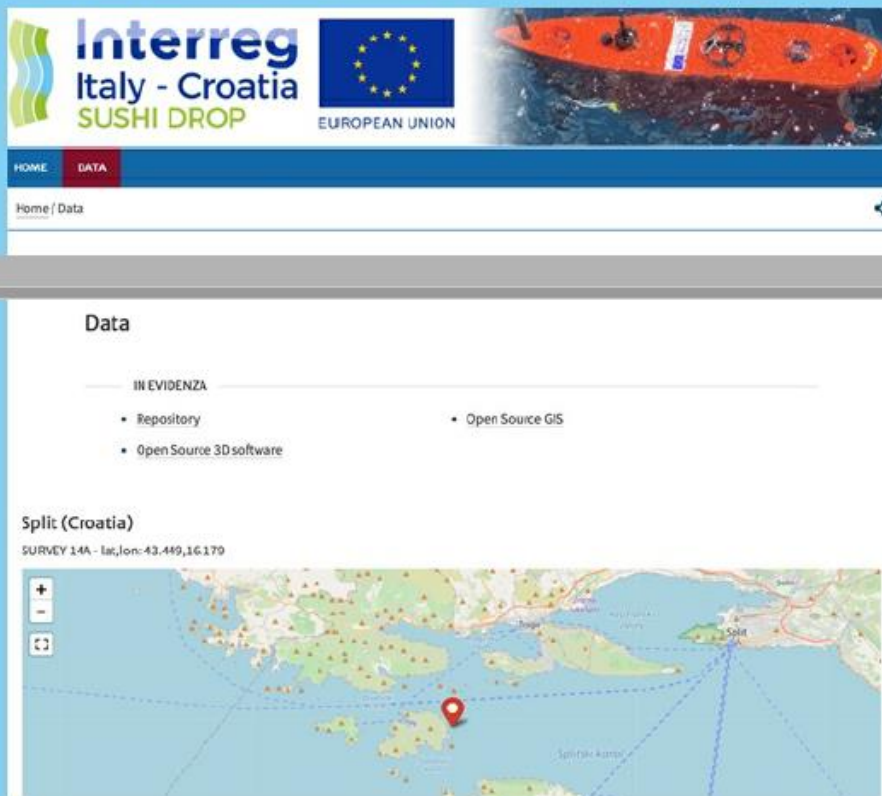 Interreg
Italy - Croatia
SUSHI DROP
EUROPEAN UNION
HOME DATA
Home / Data
Data
IN EVIDENZA
• Repository
• Open Source GIS
• Open Source 3D software
Split (Croatia)
SURVEY 14A - lat,lon: 43.449,16.179
+
-
Split
Splitski kanal